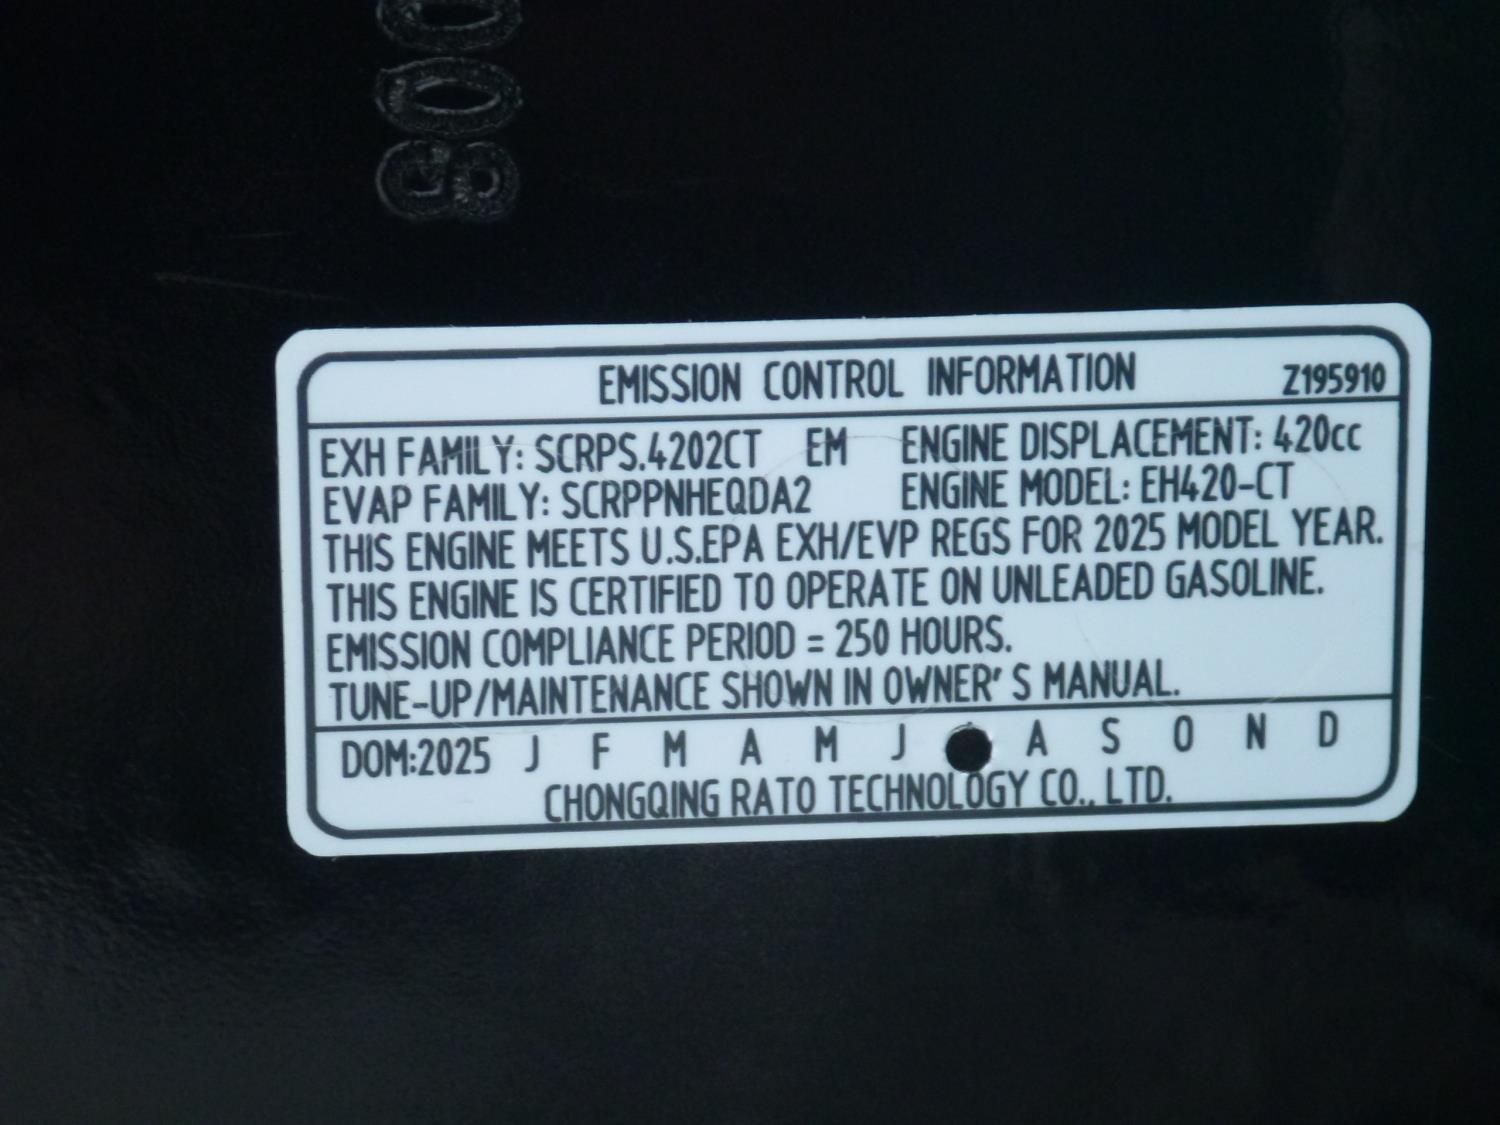 EMISSION CONTROL INFORMATION Z195910
EXH FAMILY: SCRPS.4202CT EM ENGINE DISPLACEMENT: 420cc
EVAP FAMILY: SCRPPNHEQDA2 ENGINE MODEL: EH420-CT
THIS ENGINE MEETS U.S.EPA EXH/EVP REGS FOR 2025 MODEL YEAR.
THIS ENGINE IS CERTIFIED TO OPERATE ON UNLEADED GASOLINE.
EMISSION COMPLIANCE PERIOD = 250 HOURS.
TUNE-UP/MAINTENANCE SHOWN IN OWNER' S MANUAL.
DOM:2025 J F M A M J A S O N D
CHONGQING RATO TECHNOLOGY CO., LTD.